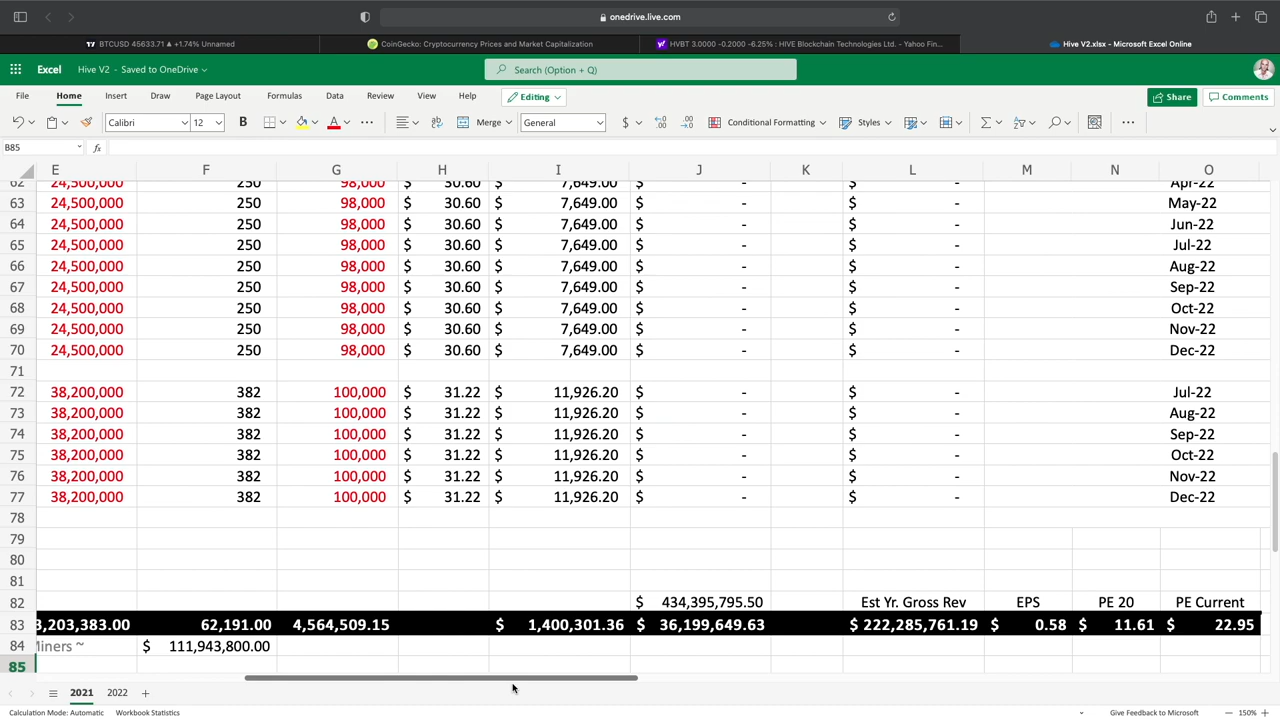 onedrive.live.com
BTCUSD 45633.71 ▲ +1.74% Unnamed
CoinGecko: Cryptocurrency Prices and Market Capitalization
HVBT 3.0000 -0.2000 -6.25% : HIVE Blockchain Technologies Ltd. - Yahoo Fin...
Hive V2.xlsx - Microsoft Excel Online
Excel Hive V2 - Saved to OneDrive Search (Option + Q)
File Home Insert Draw Page Layout Formulas Data Review View Help Editing Share Comments
Calibri 12 B A Merge General $ Conditional Formatting Styles
B85 fx
E F G H I J K L M N O
62 24,500,000 250 98,000 $ 30.60 $ 7,649.00 $ - $ - Apr-22
63 24,500,000 250 98,000 $ 30.60 $ 7,649.00 $ - $ - May-22
64 24,500,000 250 98,000 $ 30.60 $ 7,649.00 $ - $ - Jun-22
65 24,500,000 250 98,000 $ 30.60 $ 7,649.00 $ - $ - Jul-22
66 24,500,000 250 98,000 $ 30.60 $ 7,649.00 $ - $ - Aug-22
67 24,500,000 250 98,000 $ 30.60 $ 7,649.00 $ - $ - Sep-22
68 24,500,000 250 98,000 $ 30.60 $ 7,649.00 $ - $ - Oct-22
69 24,500,000 250 98,000 $ 30.60 $ 7,649.00 $ - $ - Nov-22
70 24,500,000 250 98,000 $ 30.60 $ 7,649.00 $ - $ - Dec-22
71
72 38,200,000 382 100,000 $ 31.22 $ 11,926.20 $ - $ - Jul-22
73 38,200,000 382 100,000 $ 31.22 $ 11,926.20 $ - $ - Aug-22
74 38,200,000 382 100,000 $ 31.22 $ 11,926.20 $ - $ - Sep-22
75 38,200,000 382 100,000 $ 31.22 $ 11,926.20 $ - $ - Oct-22
76 38,200,000 382 100,000 $ 31.22 $ 11,926.20 $ - $ - Nov-22
77 38,200,000 382 100,000 $ 31.22 $ 11,926.20 $ - $ - Dec-22
78
79
80
81
82 $ 434,395,795.50 Est Yr. Gross Rev EPS PE 20 PE Current
83 3,203,383.00 62,191.00 4,564,509.15 $ 1,400,301.36 $ 36,199,649.63 $ 222,285,761.19 $ 0.58 $ 11.61 $ 22.95
84 Miners ~ $ 111,943,800.00
85
2021 2022
Calculation Mode: Automatic Workbook Statistics Give Feedback to Microsoft 150%